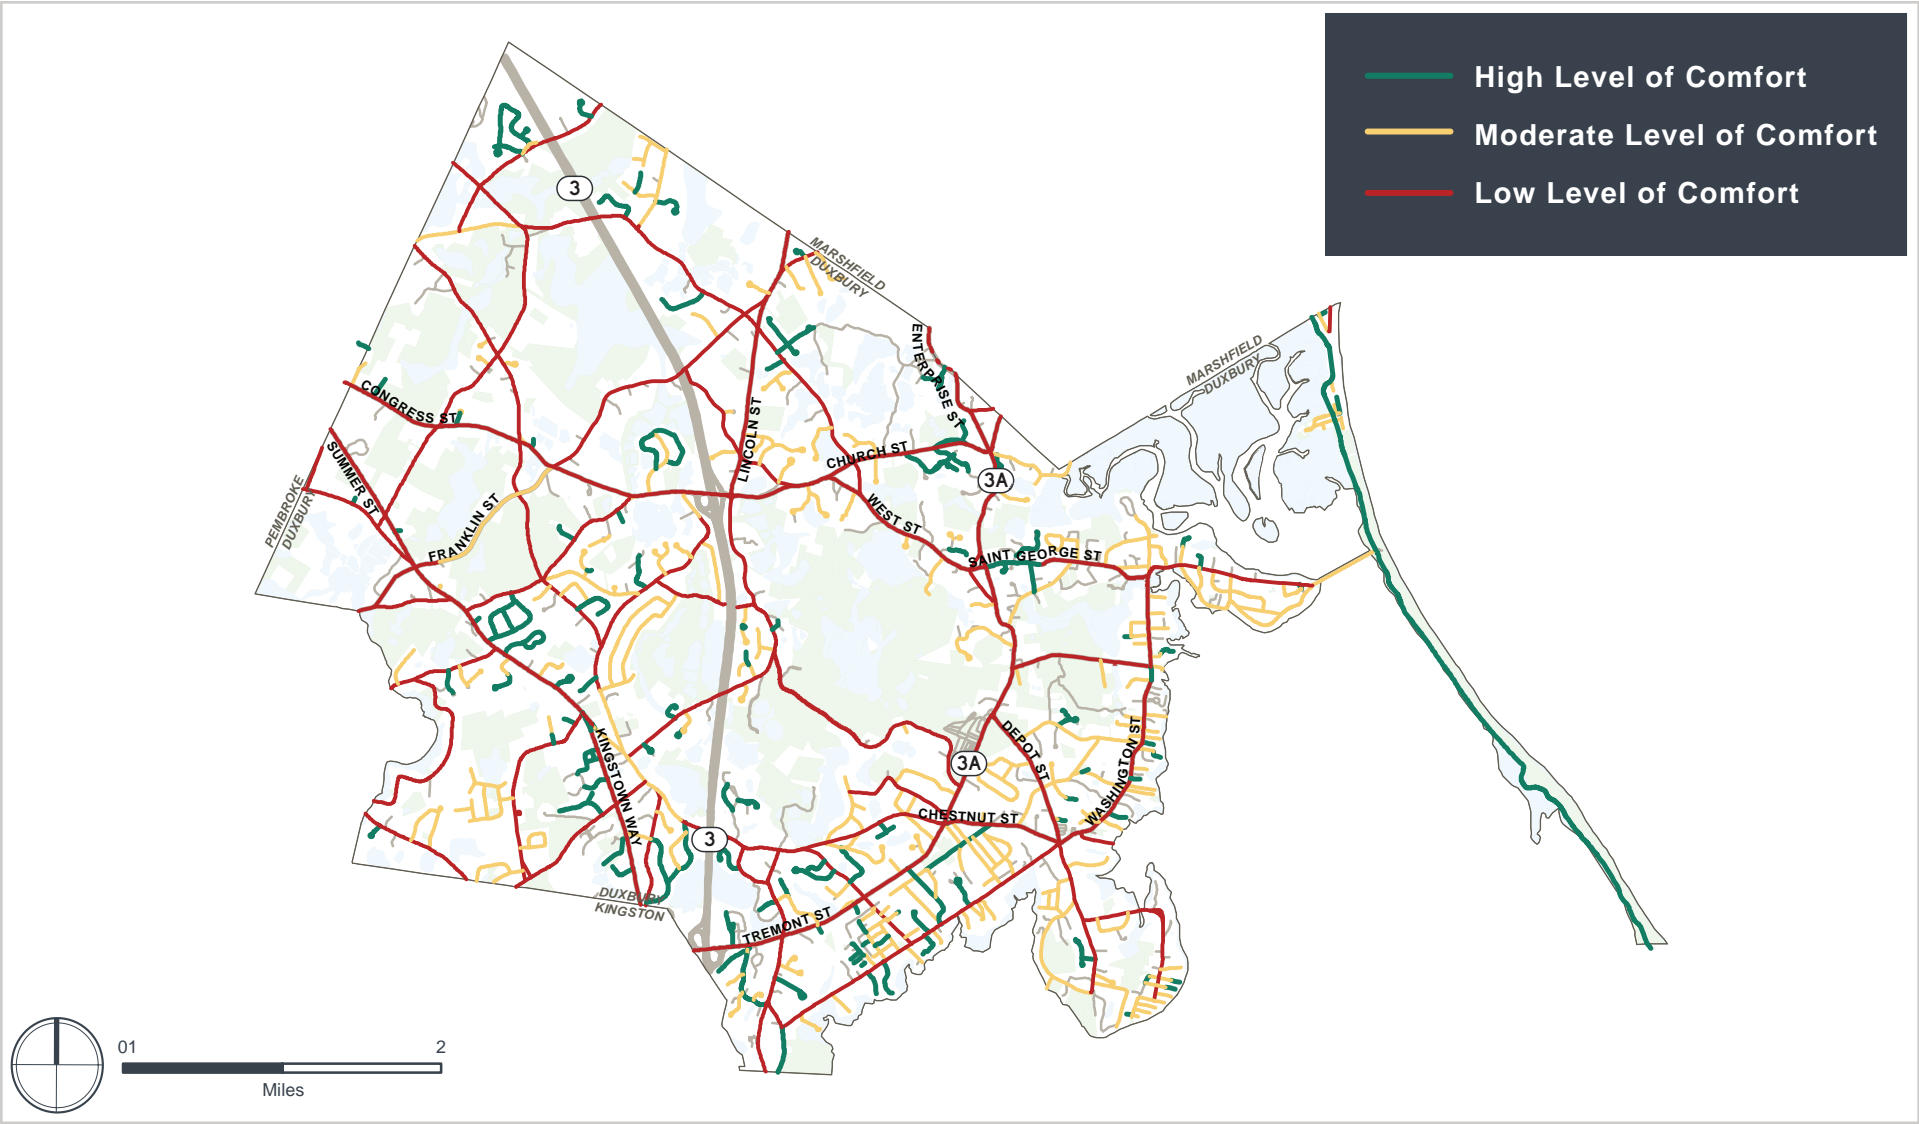 High Level of Comfort
Moderate Level of Comfort
Low Level of Comfort
3
MARSHFIELD
DUXBURY
ENTERPRISE ST
MARSHFIELD
DUXBURY
CONGRESS ST
LINCOLN ST
SUMMER ST
CHURCH ST
3A
PEMBROKE
DUXBURY
FRANKLIN ST
WEST ST
SAINT GEORGE ST
KINGSTOWN WAY
DEPOT ST
WASHINGTON ST
3A
CHESTNUT ST
3
DUXBURY
KINGSTON
TREMONT ST
01
2
Miles